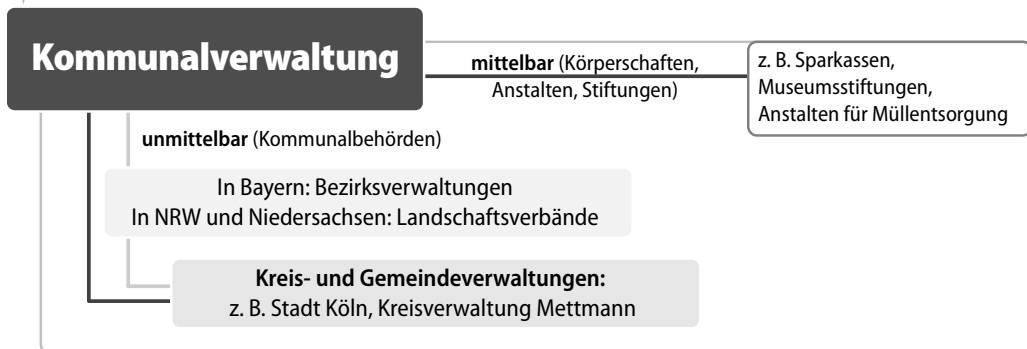 Kommunalverwaltung
mittelbar (Körperschaften,
Anstalten, Stiftungen)
z. B. Sparkassen,
Museumsstiftungen,
Anstalten für Müllentsorgung
unmittelbar (Kommunalbehörden)
In Bayern: Bezirksverwaltungen
In NRW und Niedersachsen: Landschaftsverbände
Kreis- und Gemeindeverwaltungen:
z. B. Stadt Köln, Kreisverwaltung Mettmann